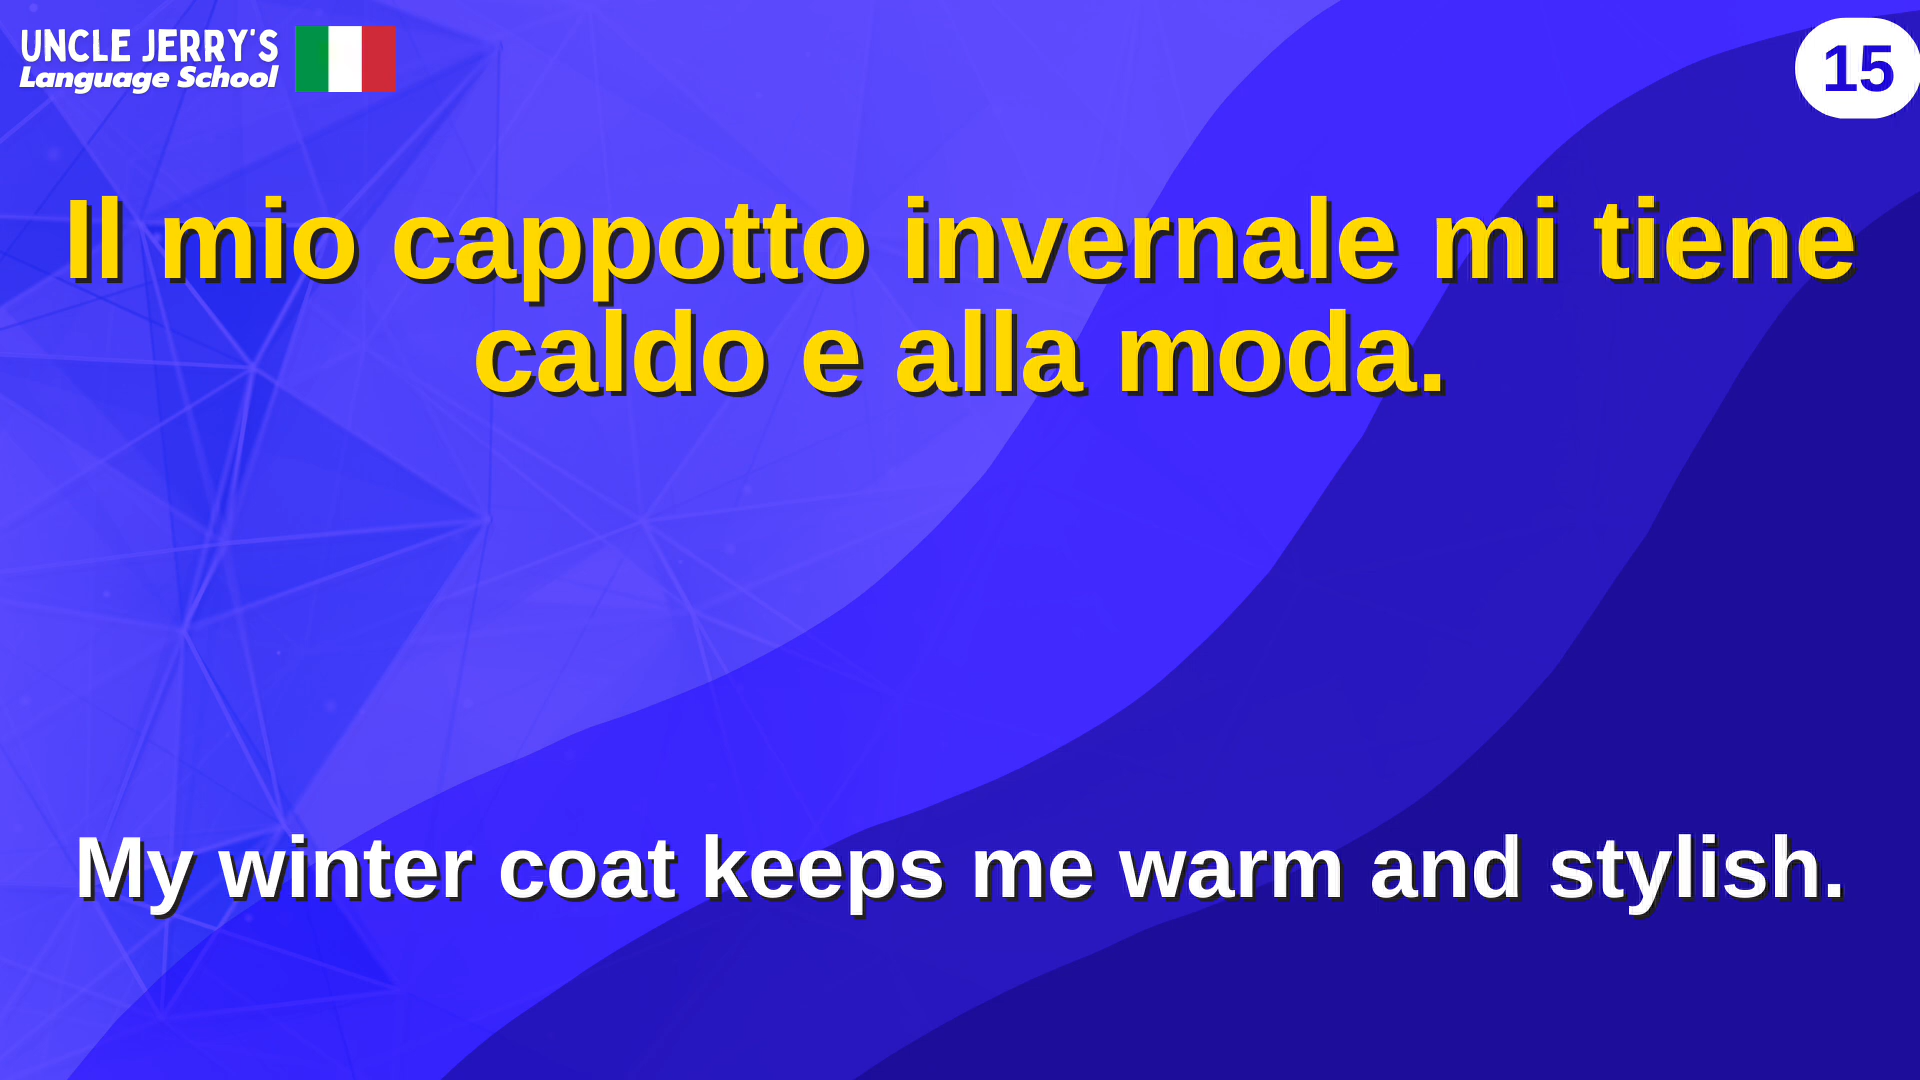 UNCLE JERRY'S
Language School
15
Il mio cappotto invernale mi tiene
caldo e alla moda.
My winter coat keeps me warm and stylish.